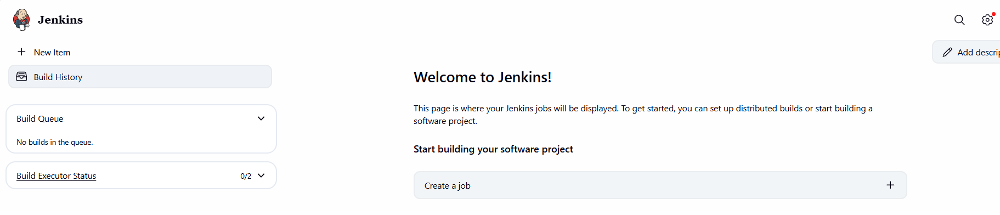 Jenkins
New Item
Build History
Build Queue
No builds in the queue.
Build Executor Status
0/2
Add descrip
Welcome to Jenkins!
This page is where your Jenkins jobs will be displayed. To get started, you can set up distributed builds or start building a
software project.
Start building your software project
Create a job